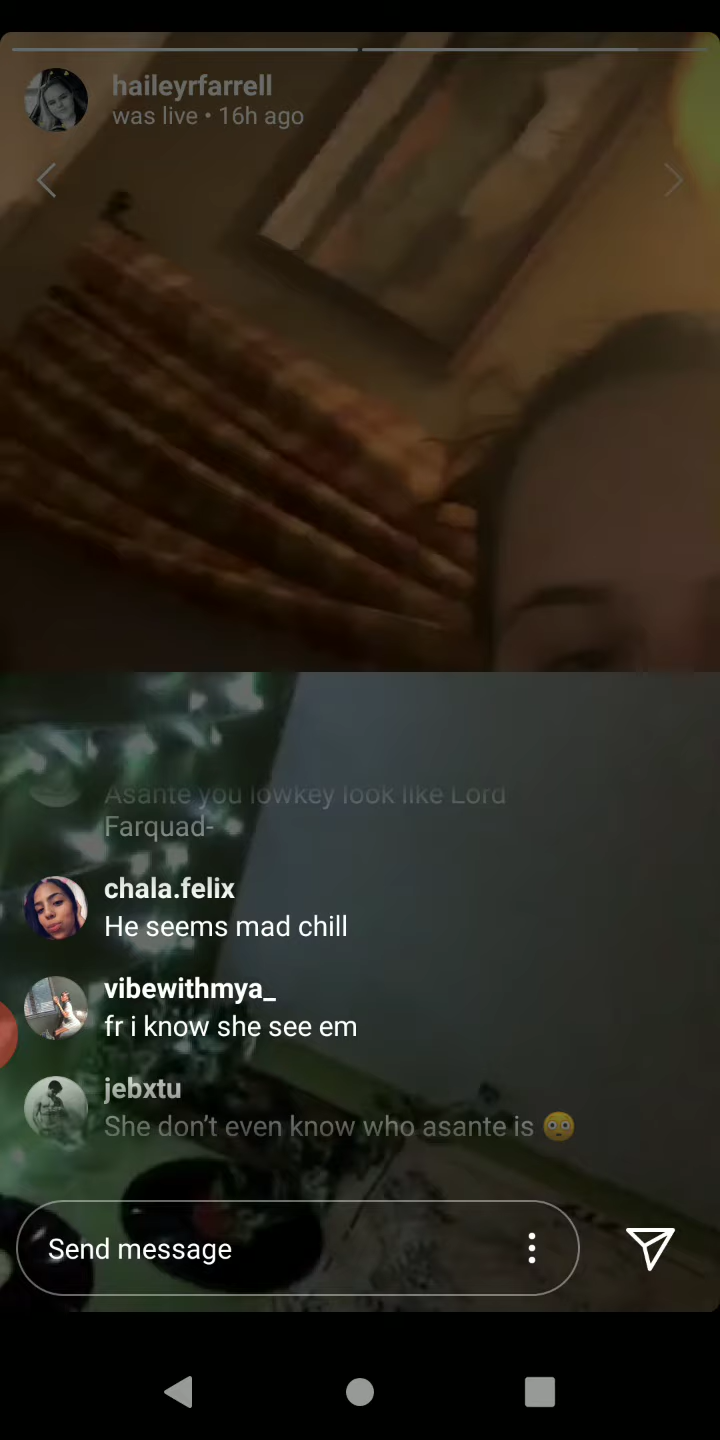 haileyrfarrell
was live • 16h ago
Asante you lowkey look like Lord
Farquad-
chala.felix
He seems mad chill
vibewithmya_
fr i know she see em
jebxtu
She don’t even know who asante is 😳
Send message